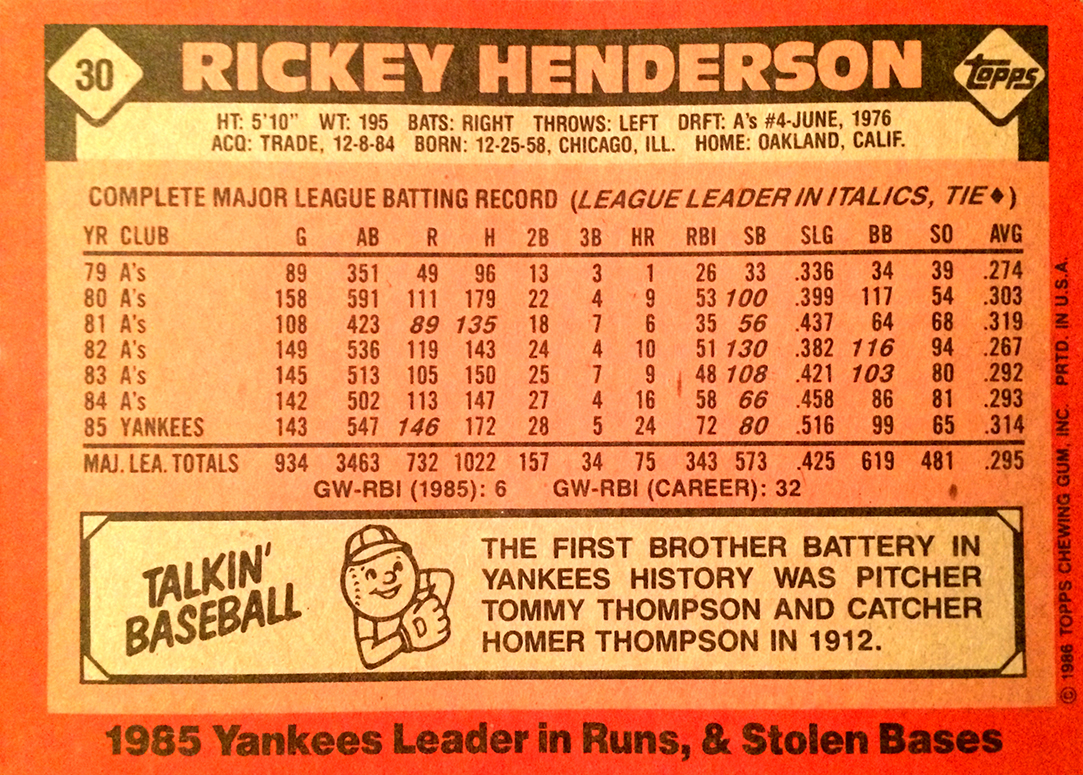 30
RICKEY HENDERSON
TOPPS
HT: 5'10" WT: 195 BATS: RIGHT THROWS: LEFT DRFT: A's #4-JUNE, 1976
ACQ: TRADE, 12-8-84 BORN: 12-25-58, CHICAGO, ILL. HOME: OAKLAND, CALIF.
COMPLETE MAJOR LEAGUE BATTING RECORD (LEAGUE LEADER IN ITALICS, TIE♦)
YR CLUB G AB R H 2B 3B HR RBI SB SLG BB SO AVG
79 A's 89 351 49 96 13 3 1 26 33 .336 34 39 .274
80 A's 158 591 111 179 22 4 9 53 100 .399 117 54 .303
81 A's 108 423 89 135 18 7 6 35 56 .437 64 68 .319
82 A's 149 536 119 143 24 4 10 51 130 .382 116 94 .267
83 A's 145 513 105 150 25 7 9 48 108 .421 103 80 .292
84 A's 142 502 113 147 27 4 16 58 66 .458 86 81 .293
85 YANKEES 143 547 146 172 28 5 24 72 80 .516 99 65 .314
MAJ. LEA. TOTALS 934 3463 732 1022 157 34 75 343 573 .425 619 481 .295
GW-RBI (1985): 6 GW-RBI (CAREER): 32
TALKIN'
BASEBALL
THE FIRST BROTHER BATTERY IN
YANKEES HISTORY WAS PITCHER
TOMMY THOMPSON AND CATCHER
HOMER THOMPSON IN 1912.
1985 Yankees Leader in Runs, & Stolen Bases
© 1986 TOPPS CHEWING GUM, INC. PRTD. IN U.S.A.